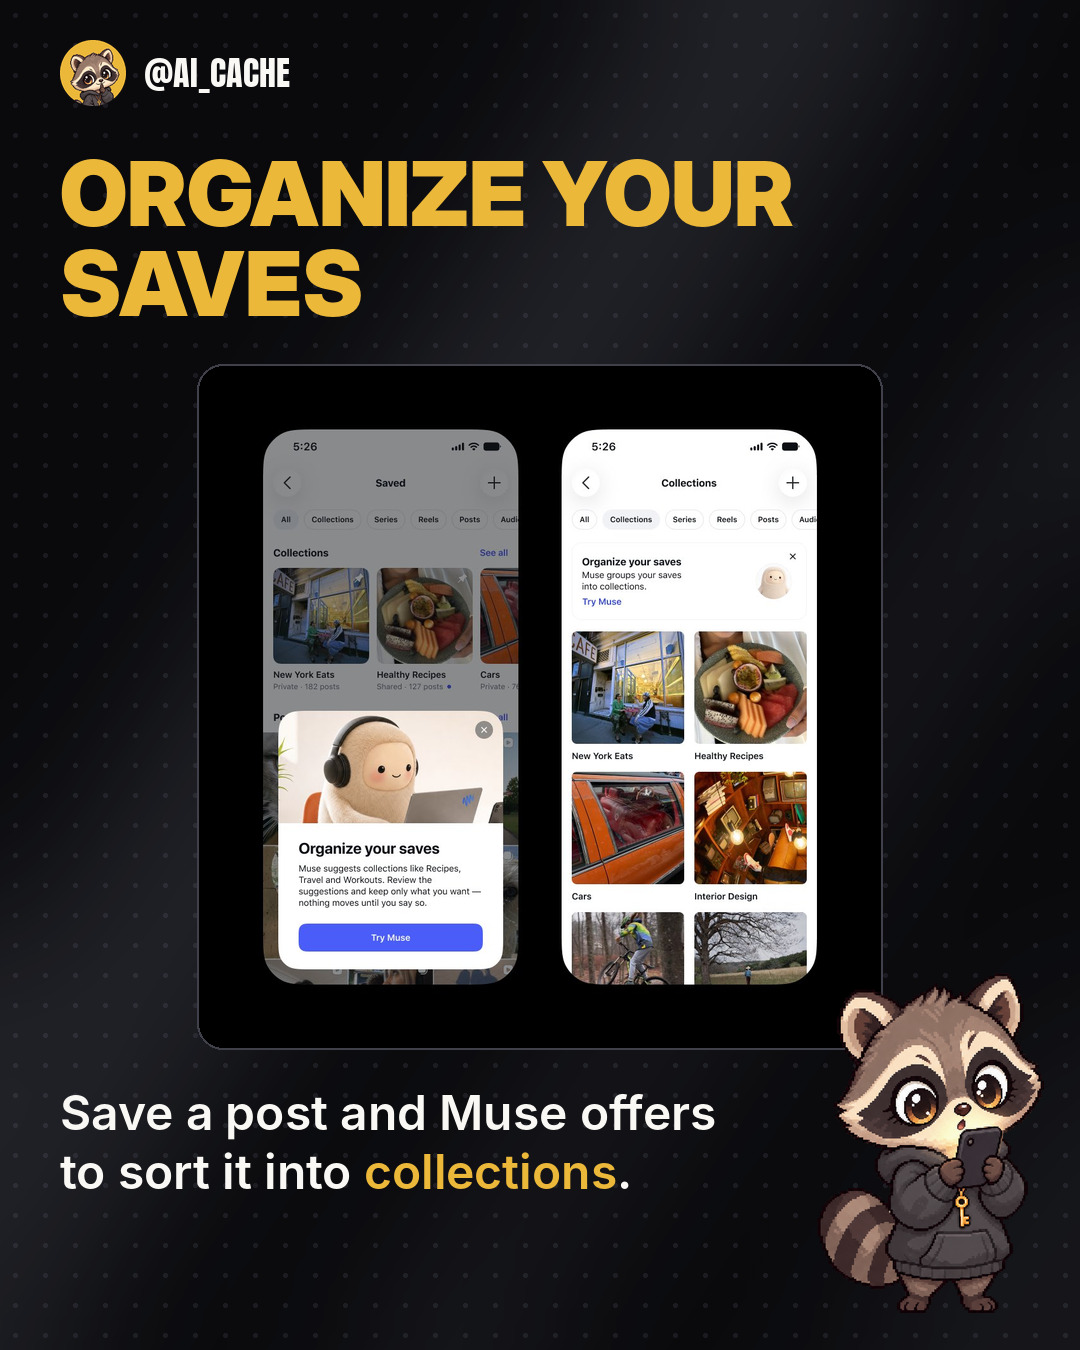 @AI_CACHE
ORGANIZE YOUR
SAVES
5:26
Saved
All
Collections
Series
Reels
Posts
Collections
See all
New York Eats
Private · 182 posts
Healthy Recipes
Shared · 127 posts
Cars
Organize your saves
Muse suggests collections like Recipes,
Travel and Workouts. Review the
suggestions and keep only what you want —
nothing moves until you say so.
Try Muse
5:26
Collections
All
Collections
Series
Reels
Posts
Organize your saves
Muse groups your saves
into collections.
Try Muse
CAFE
New York Eats
Healthy Recipes
Cars
Interior Design
Save a post and Muse offers
to sort it into collections.